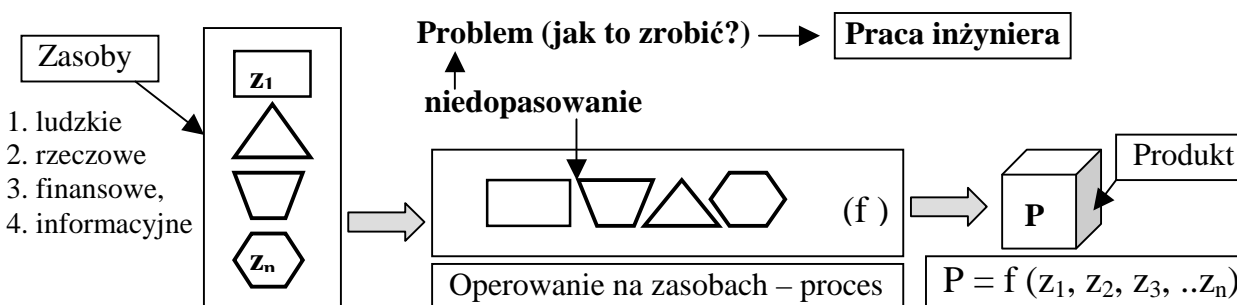 Zasoby
1. ludzkie
2. rzeczowe
3. finansowe,
4. informacyjne
z1
zn
Problem (jak to zrobić?)
Praca inżyniera
niedopasowanie
(f )
Operowanie na zasobach – proces
Produkt
P
P = f (z1, z2, z3, ..zn)